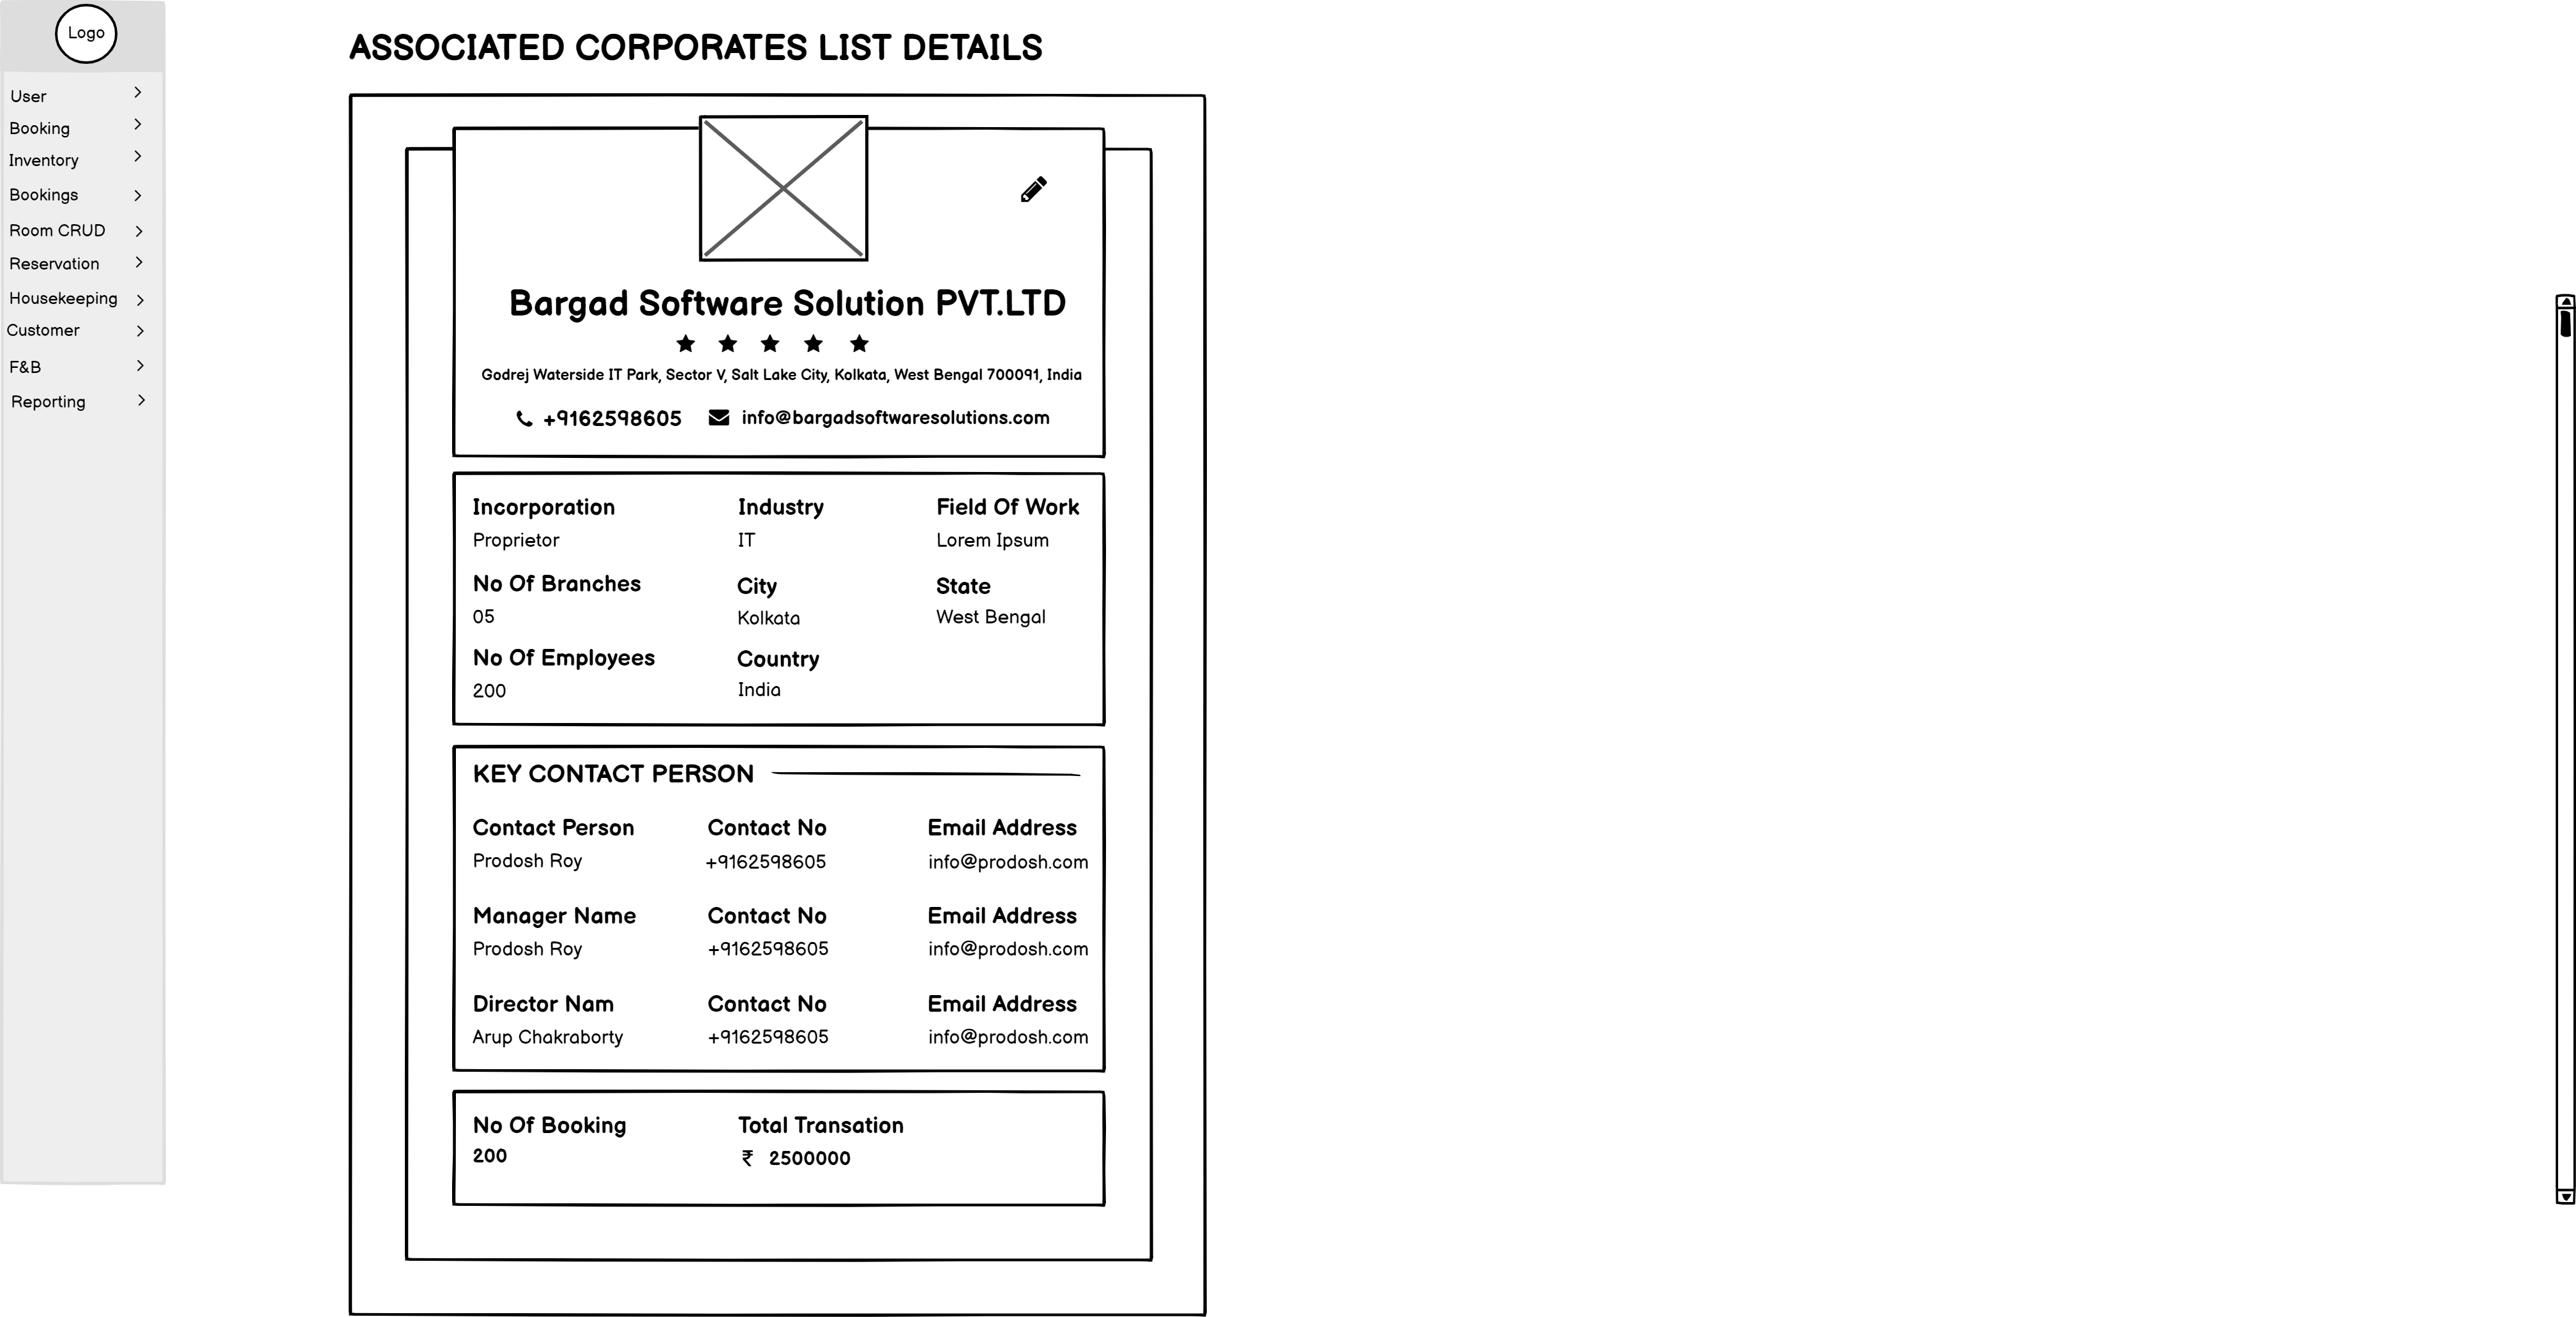 Logo
User
Booking
Inventory
Bookings
Room CRUD
Reservation
Housekeeping
Customer
F&B
Reporting
ASSOCIATED CORPORATES LIST DETAILS
Bargad Software Solution PVT.LTD
Godrej Waterside IT Park, Sector V, Salt Lake City, Kolkata, West Bengal 700091, India
+9162598605 info@bargadsoftwaresolutions.com
Incorporation Industry Field Of Work
Proprietor IT Lorem Ipsum
No Of Branches City State
05 Kolkata West Bengal
No Of Employees Country
200 India
KEY CONTACT PERSON
Contact Person Contact No Email Address
Prodosh Roy +9162598605 info@prodosh.com
Manager Name Contact No Email Address
Prodosh Roy +9162598605 info@prodosh.com
Director Nam Contact No Email Address
Arup Chakraborty +9162598605 info@prodosh.com
No Of Booking Total Transation
200 ₹ 2500000